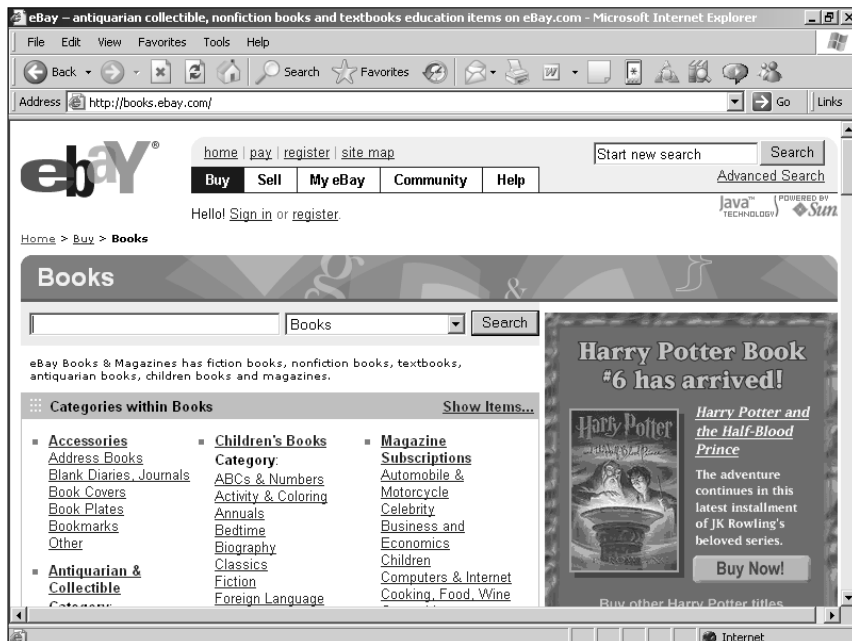 eBay – antiquarian collectible, nonfiction books and textbooks education items on eBay.com - Microsoft Internet Explorer
File Edit View Favorites Tools Help
Back Search Favorites
Address http://books.ebay.com/ Go Links
ebaY®
home | pay | register | site map
Start new search Search
Buy Sell My eBay Community Help
Advanced Search
Hello! Sign in or register.
Java™ TECHNOLOGY POWERED BY Sun
Home > Buy > Books
Books
Books Search
eBay Books & Magazines has fiction books, nonfiction books, textbooks,
antiquarian books, children books and magazines.
Categories within Books Show Items...
Accessories
Address Books
Blank Diaries, Journals
Book Covers
Book Plates
Bookmarks
Other
Antiquarian &
Collectible
Category:
Children's Books
Category:
ABCs & Numbers
Activity & Coloring
Annuals
Bedtime
Biography
Classics
Fiction
Foreign Language
Magazine
Subscriptions
Automobile &
Motorcycle
Celebrity
Business and
Economics
Children
Computers & Internet
Cooking, Food, Wine
Harry Potter Book
#6 has arrived!
Harry Potter
Harry Potter and
the Half-Blood
Prince
The adventure
continues in this
latest installment
of JK Rowling's
beloved series.
Buy Now!
Buy other Harry Potter titles
Internet